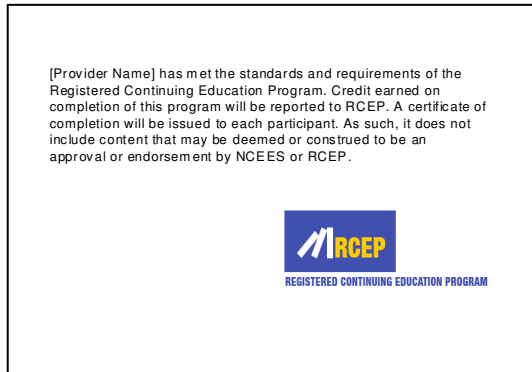 [Provider Name] has met the standards and requirements of the
Registered Continuing Education Program. Credit earned on
completion of this program will be reported to RCEP. A certificate of
completion will be issued to each participant. As such, it does not
include content that may be deemed or construed to be an
approval or endorsement by NCEES or RCEP.
RCEP
REGISTERED CONTINUING EDUCATION PROGRAM